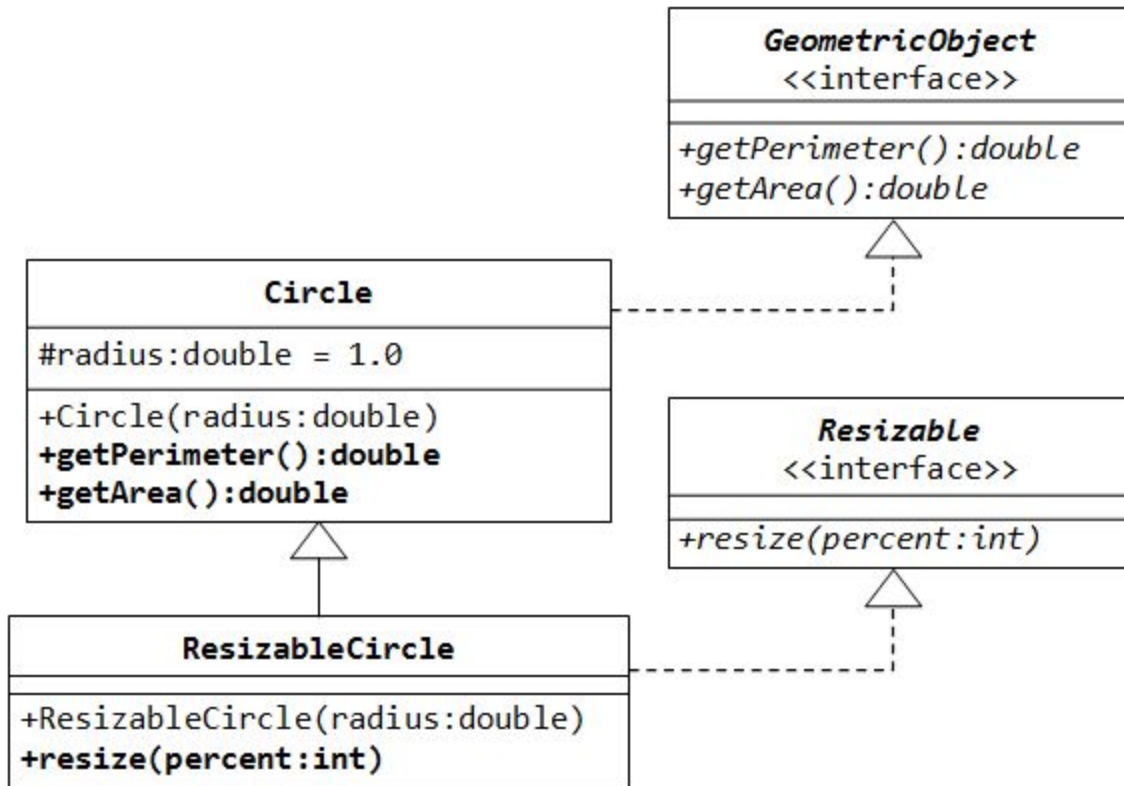 GeometricObject
<<interface>>
+getPerimeter():double
+getArea():double
Circle
#radius:double = 1.0
+Circle(radius:double)
+getPerimeter():double
+getArea():double
Resizable
<<interface>>
+resize(percent:int)
ResizableCircle
+ResizableCircle(radius:double)
+resize(percent:int)